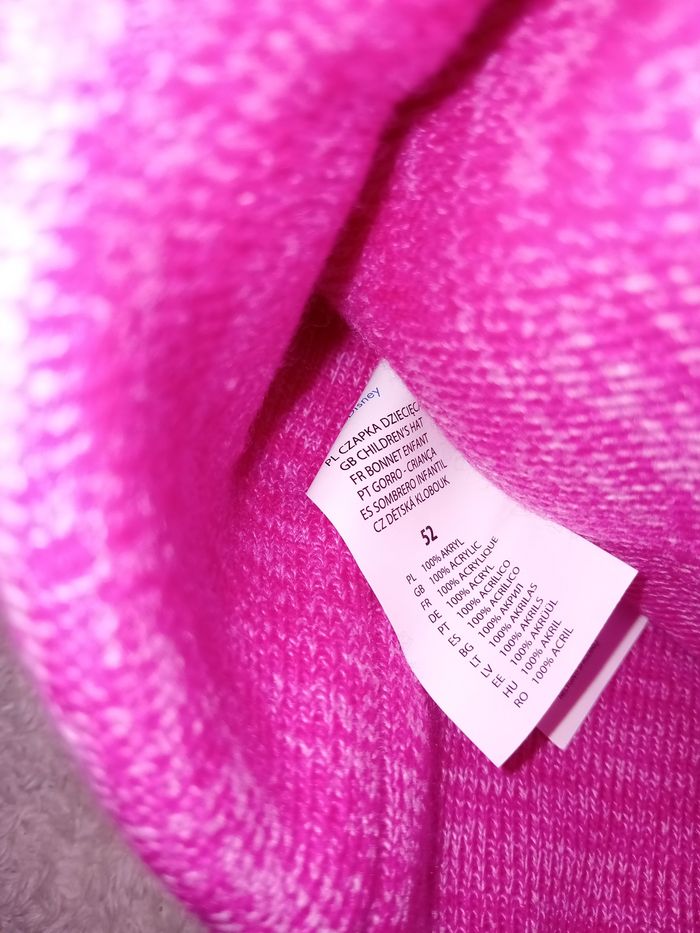 Disney
PL CZAPKA DZIECIĘC
GB CHILDREN'S HAT
FR BONNET ENFANT
PT GORRO - CRIANÇA
ES SOMBRERO INFANTIL
CZ DĚTSKÁ KLOBOUK
52
PL 100% AKRYL
GB 100% ACRYLIC
FR 100% ACRYLIQUE
DE 100% ACRYL
PT 100% ACRÍLICO
ES 100% ACRÍLICO
BG 100% АКРИЛ
LT 100% AKRILAS
LV 100% AKRILS
EE 100% AKRÜÜL
HU 100% AKRIL
RO 100% ACRIL